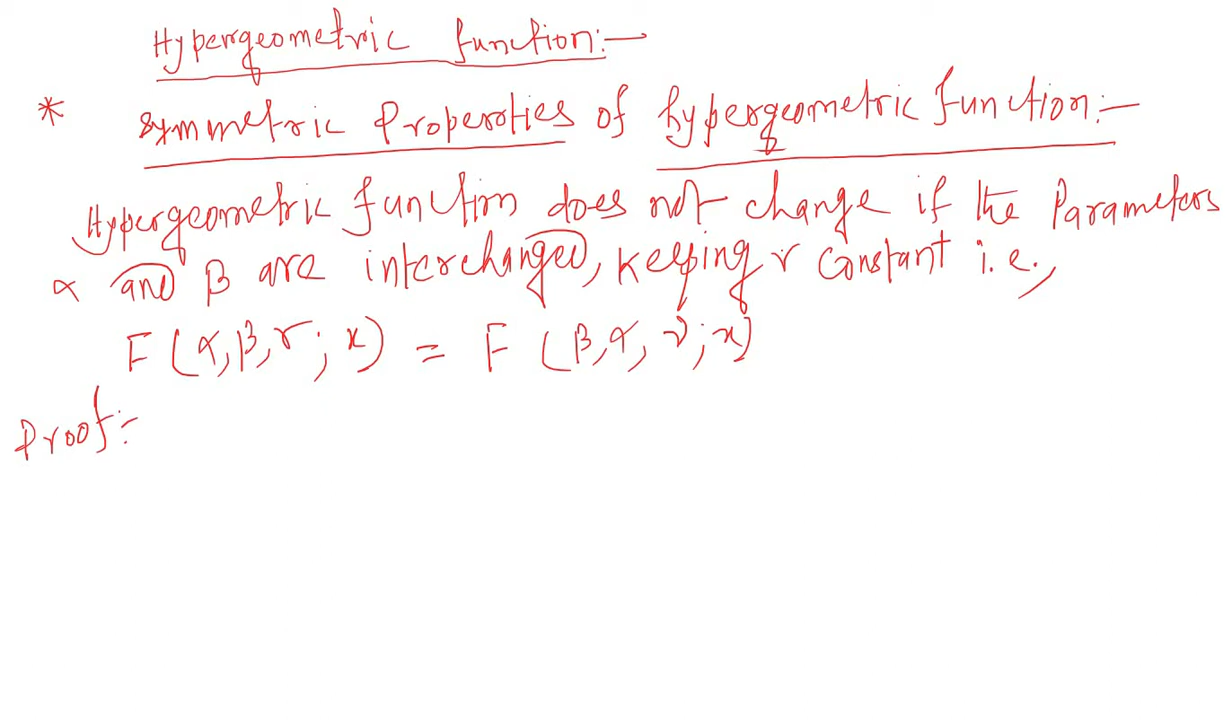 Hypergeometric function:-
* Symmetric Properties of hypergeometric function:-
Hypergeometric function does not change if the Parameters
α and β are interchanged, keeping γ constant i.e.,
F(α, β, γ; x) = F(β, α, γ; x)
Proof:-